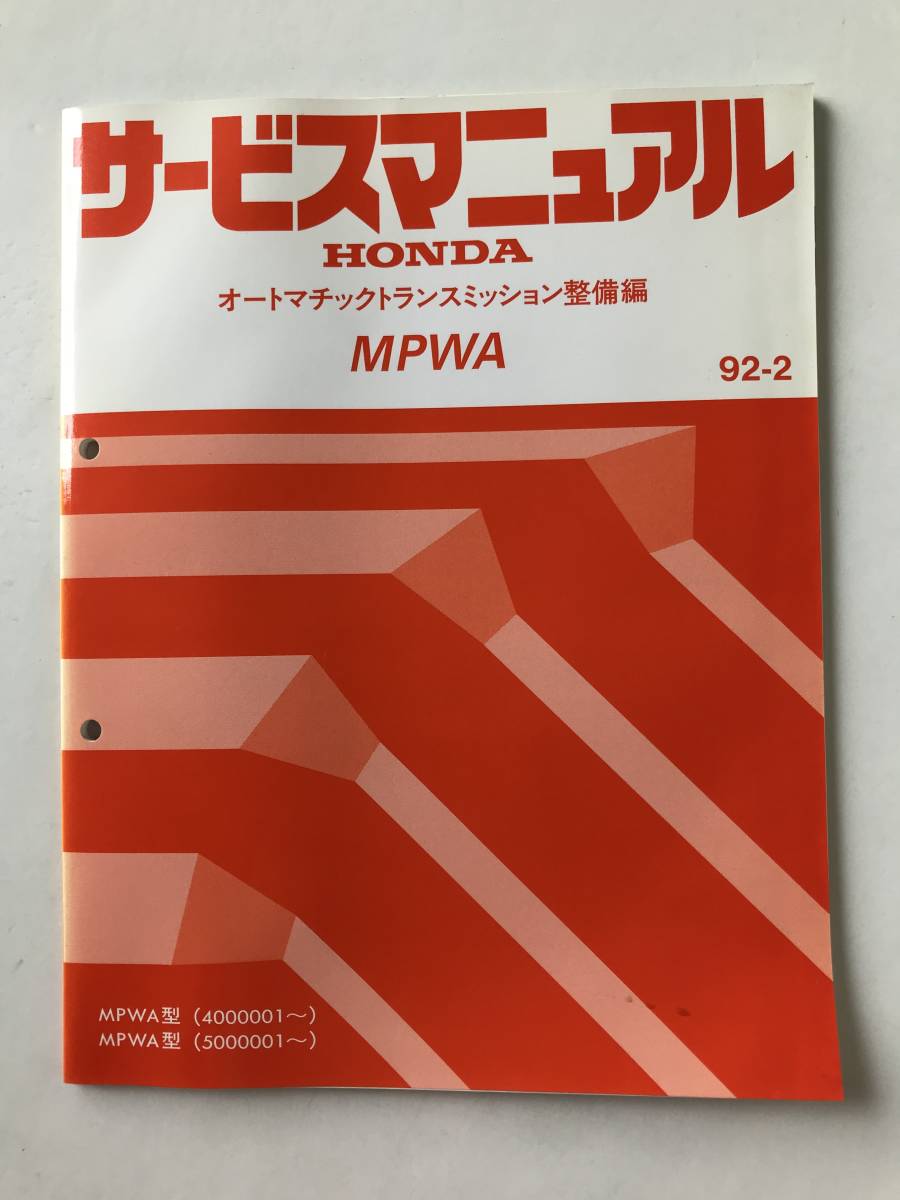 サービスマニュアル
HONDA
オートマチックトランスミッション整備編
MPWA
92-2
MPWA型（4000001～）
MPWA型（5000001～）